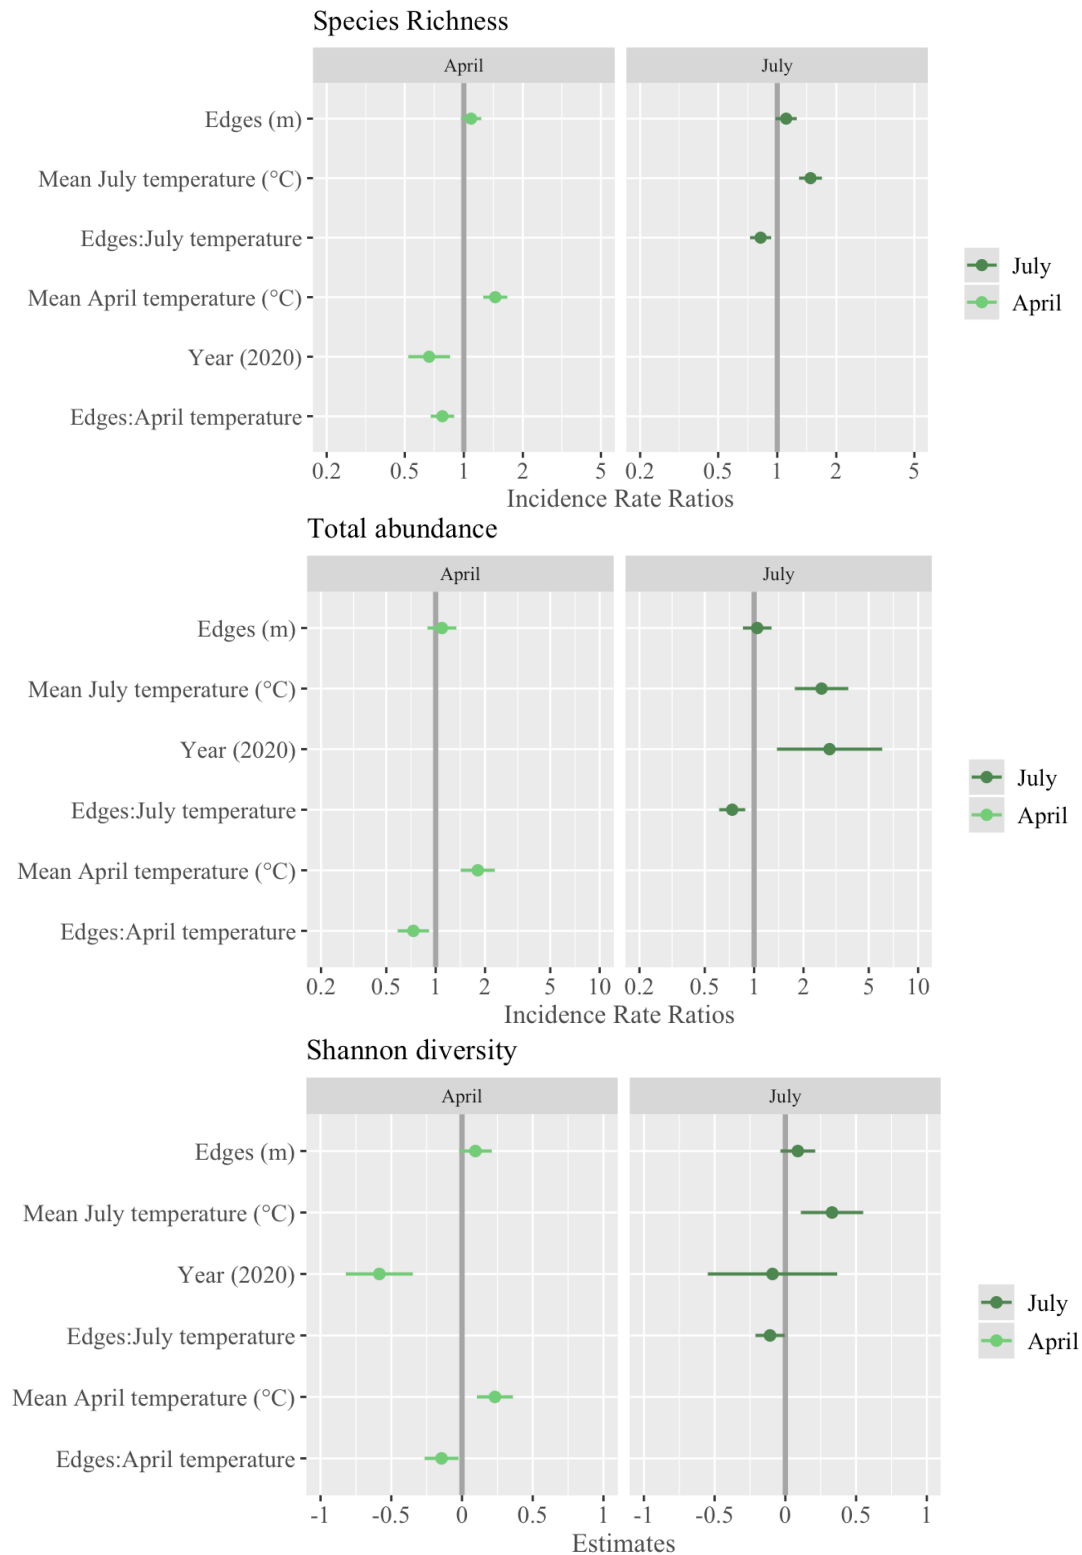 Species Richness
April July
Edges (m)
Mean July temperature (°C)
Edges:July temperature
Mean April temperature (°C)
Year (2020)
Edges:April temperature
0.2 0.5 1 2 5 0.2 0.5 1 2 5
Incidence Rate Ratios
July
April
Total abundance
April July
Edges (m)
Mean July temperature (°C)
Year (2020)
Edges:July temperature
Mean April temperature (°C)
Edges:April temperature
0.2 0.5 1 2 5 10 0.2 0.5 1 2 5 10
Incidence Rate Ratios
July
April
Shannon diversity
April July
Edges (m)
Mean July temperature (°C)
Year (2020)
Edges:July temperature
Mean April temperature (°C)
Edges:April temperature
-1 -0.5 0 0.5 1 -1 -0.5 0 0.5 1
Estimates
July
April